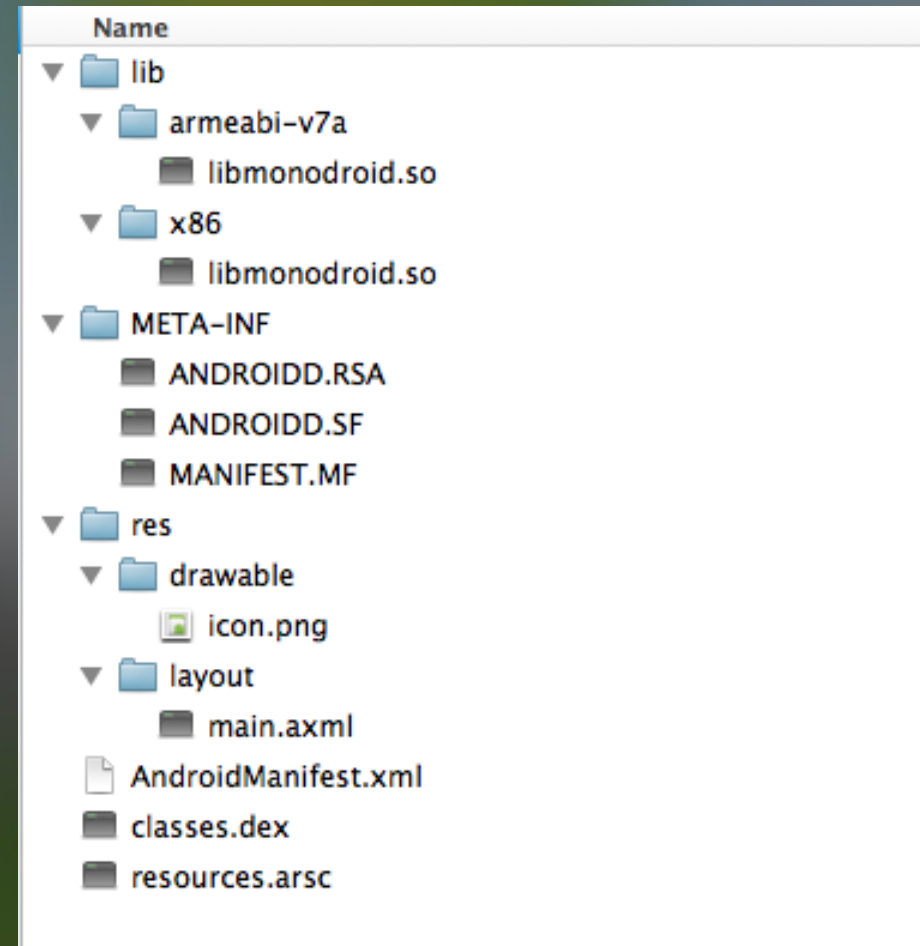 Name
lib
armeabi-v7a
libmonodroid.so
x86
libmonodroid.so
META-INF
ANDROIDD.RSA
ANDROIDD.SF
MANIFEST.MF
res
drawable
icon.png
layout
main.axml
AndroidManifest.xml
classes.dex
resources.arsc